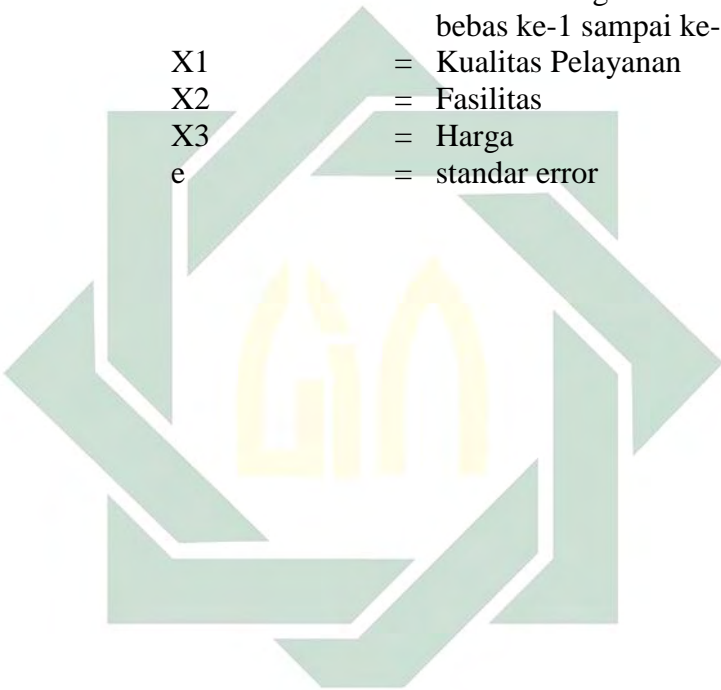 bebas ke-1 sampai ke-
X1 = Kualitas Pelayanan
X2 = Fasilitas
X3 = Harga
e = standar error